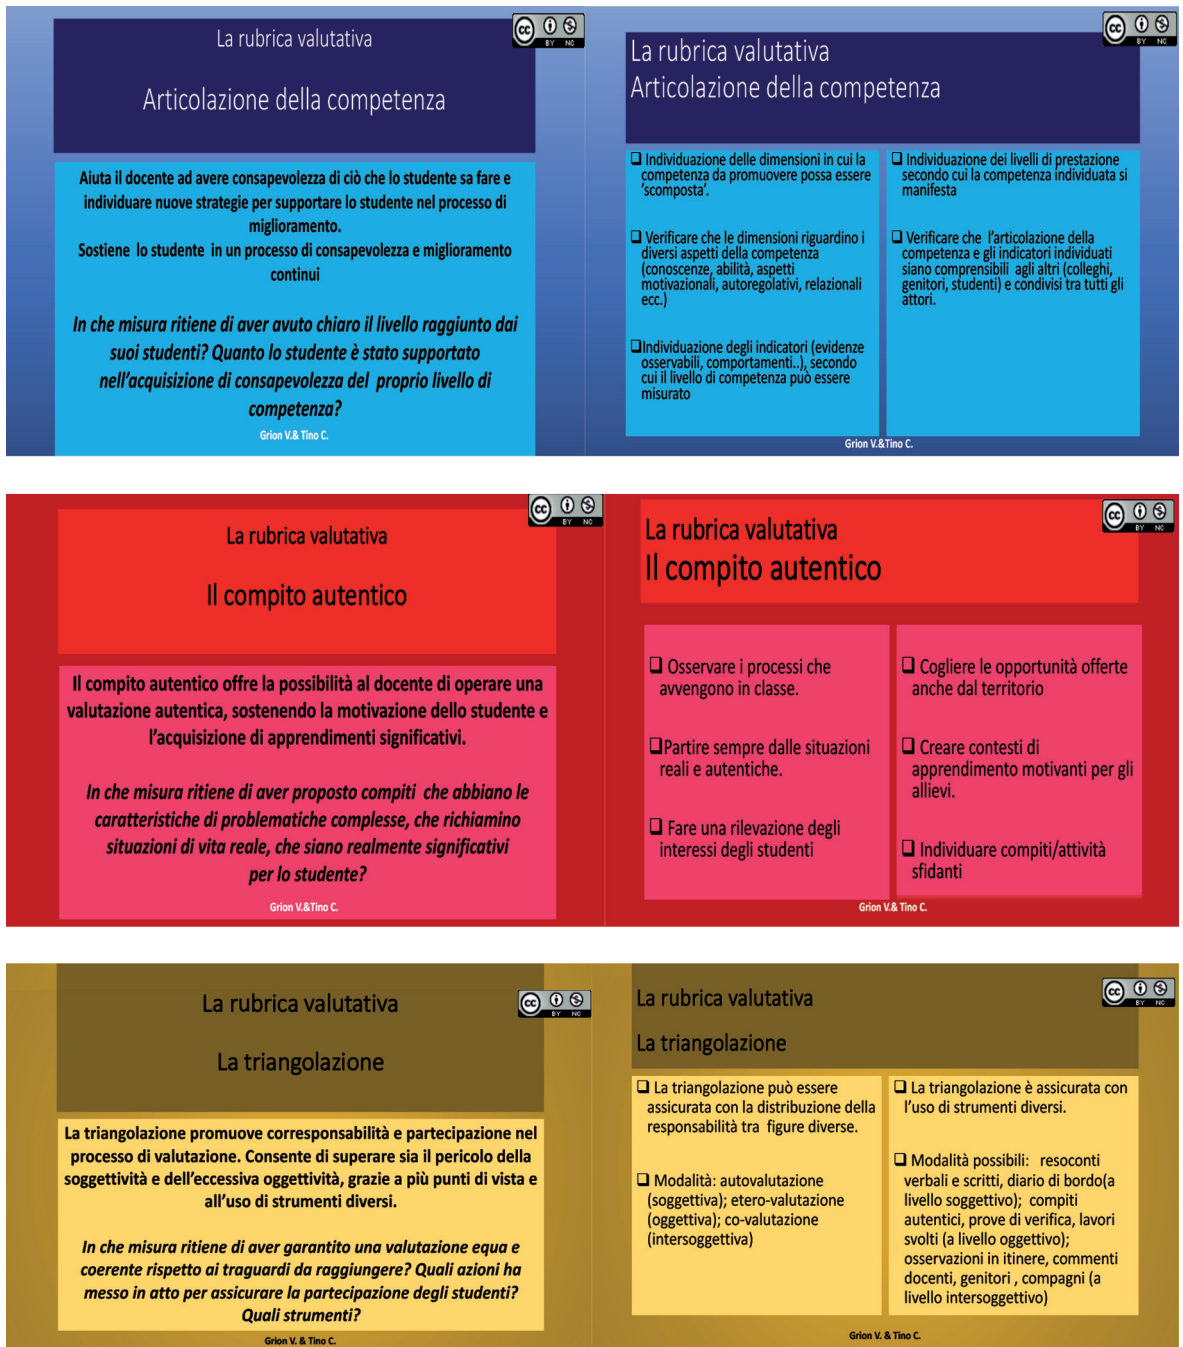 La rubrica valutativa
Articolazione della competenza
cc BY NC
Aiuta il docente ad avere consapevolezza di ciò che lo studente sa fare e
individuare nuove strategie per supportare lo studente nel processo di
miglioramento.
Sostiene lo studente in un processo di consapevolezza e miglioramento
continui
In che misura ritiene di aver avuto chiaro il livello raggiunto dai
suoi studenti? Quanto lo studente è stato supportato
nell'acquisizione di consapevolezza del proprio livello di
competenza?
Grion V.& Tino C.
La rubrica valutativa
Articolazione della competenza
cc BY NC
❑ Individuazione delle dimensioni in cui la
competenza da promuovere possa essere
'scomposta'.
❑ Verificare che le dimensioni riguardino i
diversi aspetti della competenza
(conoscenze, abilità, aspetti
motivazionali, autoregolativi, relazionali
ecc.)
❑Individuazione degli indicatori (evidenze
osservabili, comportamenti..), secondo
cui il livello di competenza può essere
misurato
❑ Individuazione dei livelli di prestazione
secondo cui la competenza individuata si
manifesta
❑ Verificare che l'articolazione della
competenza e gli indicatori individuati
siano comprensibili agli altri (colleghi,
genitori, studenti) e condivisi tra tutti gli
attori.
Grion V.&Tino C.
La rubrica valutativa
Il compito autentico
cc BY NC
Il compito autentico offre la possibilità al docente di operare una
valutazione autentica, sostenendo la motivazione dello studente e
l'acquisizione di apprendimenti significativi.
In che misura ritiene di aver proposto compiti che abbiano le
caratteristiche di problematiche complesse, che richiamino
situazioni di vita reale, che siano realmente significativi
per lo studente?
Grion V.&Tino C.
La rubrica valutativa
Il compito autentico
cc BY NC
❑ Osservare i processi che
avvengono in classe.
❑Partire sempre dalle situazioni
reali e autentiche.
❑ Fare una rilevazione degli
interessi degli studenti
❑ Cogliere le opportunità offerte
anche dal territorio
❑ Creare contesti di
apprendimento motivanti per gli
allievi.
❑ Individuare compiti/attività
sfidanti
Grion V.& Tino C.
La rubrica valutativa
La triangolazione
cc BY NC
La triangolazione promuove corresponsabilità e partecipazione nel
processo di valutazione. Consente di superare sia il pericolo della
soggettività e dell'eccessiva oggettività, grazie a più punti di vista e
all'uso di strumenti diversi.
In che misura ritiene di aver garantito una valutazione equa e
coerente rispetto ai traguardi da raggiungere? Quali azioni ha
messo in atto per assicurare la partecipazione degli studenti?
Quali strumenti?
Grion V. & Tino C.
La rubrica valutativa
La triangolazione
cc BY NC
❑ La triangolazione può essere
assicurata con la distribuzione della
responsabilità tra figure diverse.
❑ Modalità: autovalutazione
(soggettiva); etero-valutazione
(oggettiva); co-valutazione
(intersoggettiva)
❑ La triangolazione è assicurata con
l'uso di strumenti diversi.
❑ Modalità possibili: resoconti
verbali e scritti, diario di bordo(a
livello soggettivo); compiti
autentici, prove di verifica, lavori
svolti (a livello oggettivo);
osservazioni in itinere, commenti
docenti, genitori , compagni (a
livello intersoggettivo)
Grion V. & Tino C.